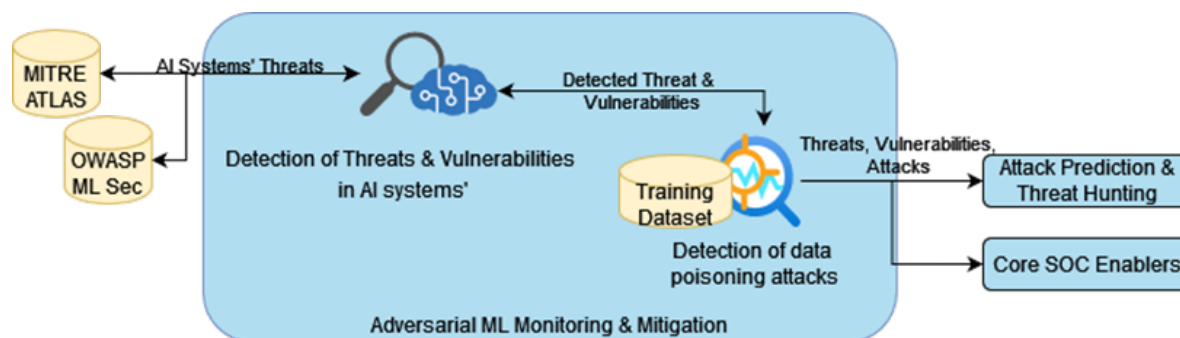 MITRE
ATLAS
AI Systems' Threats
OWASP
ML Sec
Detection of Threats & Vulnerabilities
in AI systems'
Detected Threat &
Vulnerabilities
Training
Dataset
Detection of data
poisoning attacks
Threats, Vulnerabilities,
Attacks
Attack Prediction &
Threat Hunting
Core SOC Enablers
Adversarial ML Monitoring & Mitigation